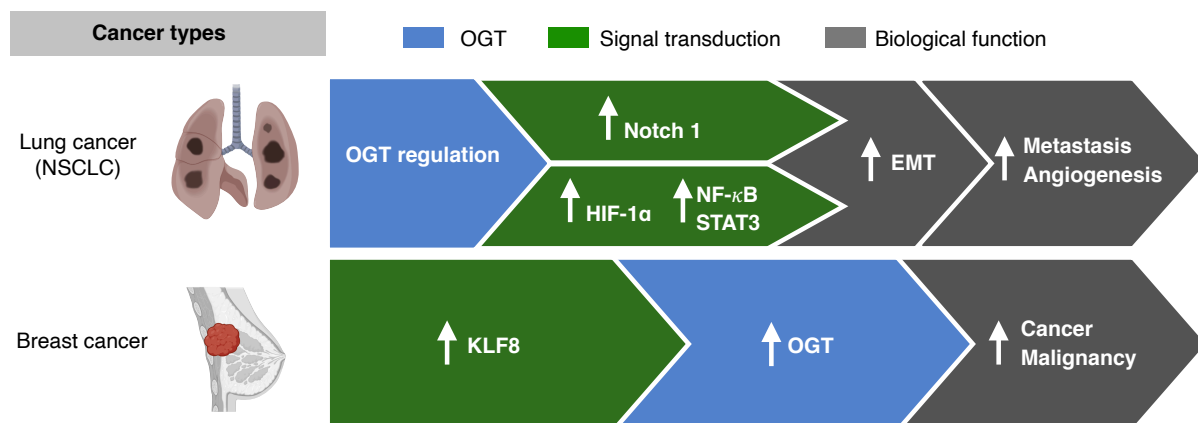 Cancer types
OGT
Signal transduction
Biological function
Lung cancer
(NSCLC)
OGT regulation
Notch 1
HIF-1α
NF-κB
STAT3
EMT
Metastasis
Angiogenesis
Breast cancer
KLF8
OGT
Cancer
Malignancy